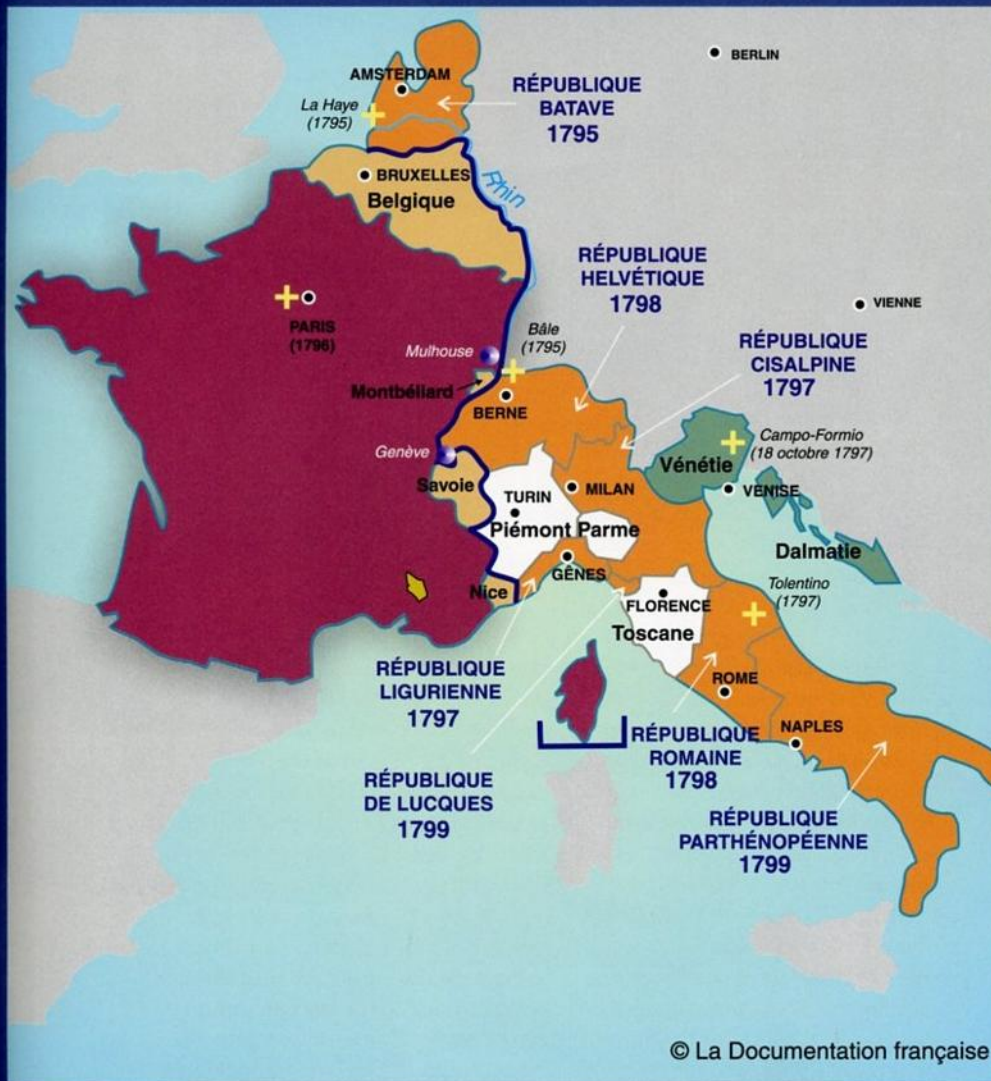 BERLIN
AMSTERDAM
RÉPUBLIQUE
BATAVE
1795
La Haye
(1795)
BRUXELLES
Belgique
Rhin
RÉPUBLIQUE
HELVÉTIQUE
1798
VIENNE
PARIS
(1796)
Bâle
(1795)
RÉPUBLIQUE
CISALPINE
1797
Mulhouse
Montbéliard
BERNE
Campo-Formio
(18 octobre 1797)
Genève
Vénétie
Savoie
TURIN
MILAN
VENISE
Piémont
Parme
Dalmatie
GÊNES
Nice
Tolentino
(1797)
FLORENCE
Toscane
RÉPUBLIQUE
LIGURIENNE
1797
ROME
RÉPUBLIQUE
ROMAINE
1798
NAPLES
RÉPUBLIQUE
DE LUCQUES
1799
RÉPUBLIQUE
PARTHÉNOPÉENNE
1799
© La Documentation française